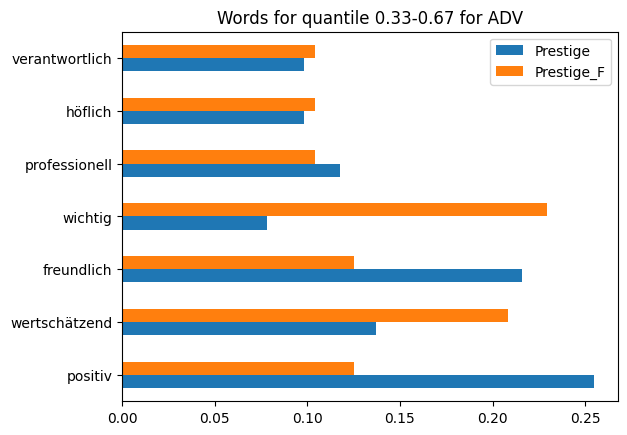 Words for quantile 0.33-0.67 for ADV
Prestige
Prestige_F
verantwortlich
höflich
professionell
wichtig
freundlich
wertschätzend
positiv
0.00 0.05 0.10 0.15 0.20 0.25